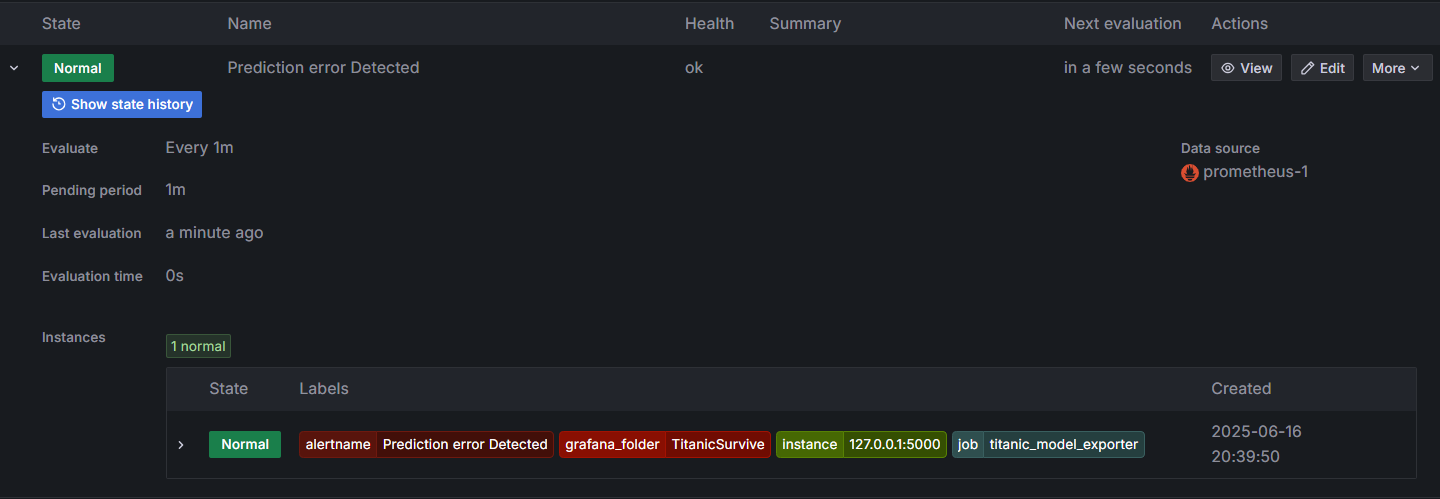 State Name Health Summary Next evaluation Actions
Normal Prediction error Detected ok in a few seconds View Edit More
Show state history
Evaluate Every 1m Data source
prometheus-1
Pending period 1m
Last evaluation a minute ago
Evaluation time 0s
Instances 1 normal
State Labels Created
Normal alertname Prediction error Detected grafana_folder TitanicSurvive instance 127.0.0.1:5000 job titanic_model_exporter 2025-06-16
20:39:50